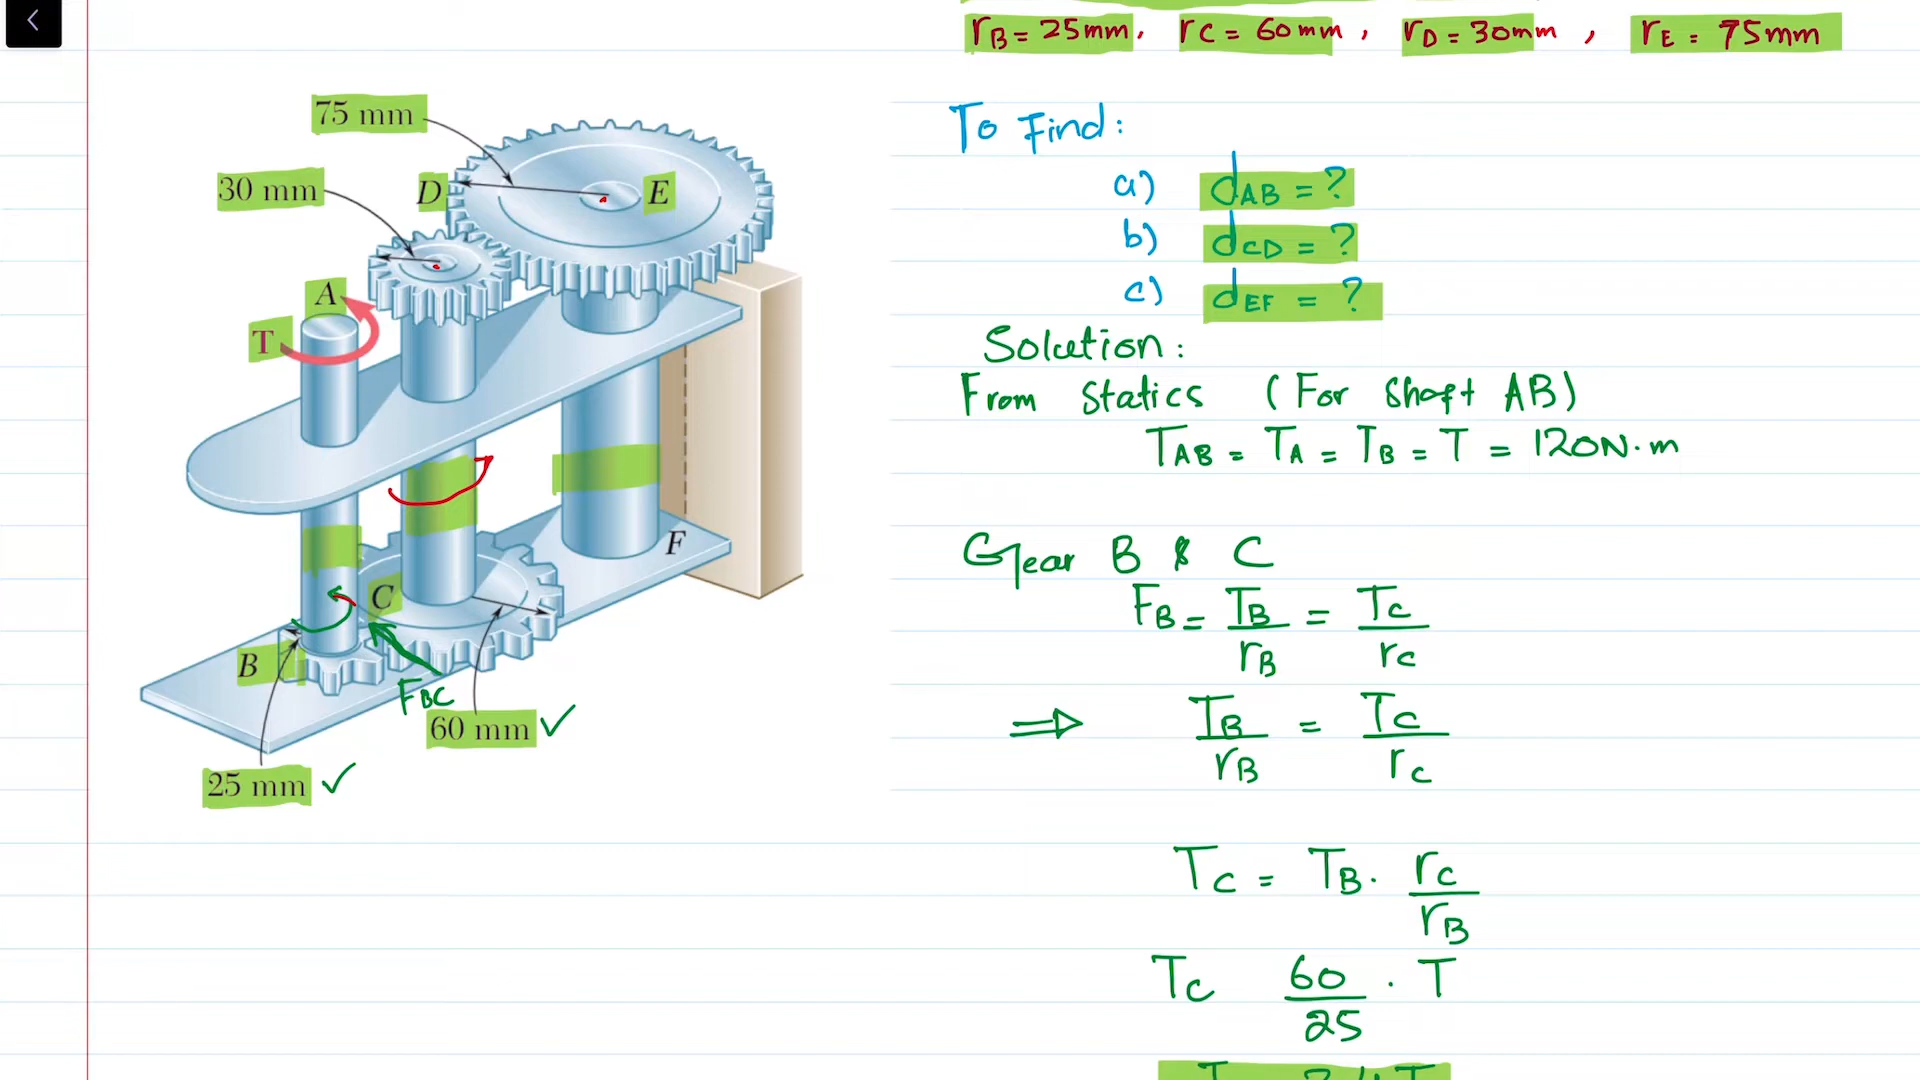 rB = 25mm, rC = 60mm, rD = 30mm, rE = 75mm
75 mm
30 mm
D
E
A
T
C
F
B
FBC
60 mm ✓
25 mm ✓
To Find:
a) dAB = ?
b) dCD = ?
c) dEF = ?
Solution:
From Statics (For Shaft AB)
TAB = TA = TB = T = 120N.m
Gear B & C
FB = TB/rB = TC/rC
⇒ TB/rB = TC/rC
TC = TB . rC/rB
TC 60/25 . T